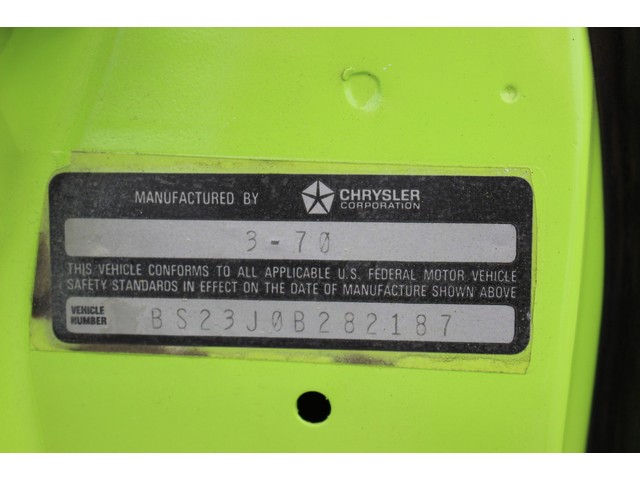 MANUFACTURED BY CHRYSLER CORPORATION
3-70
THIS VEHICLE CONFORMS TO ALL APPLICABLE U.S. FEDERAL MOTOR VEHICLE
SAFETY STANDARDS IN EFFECT ON THE DATE OF MANUFACTURE SHOWN ABOVE
VEHICLE NUMBER BS23J0B282187